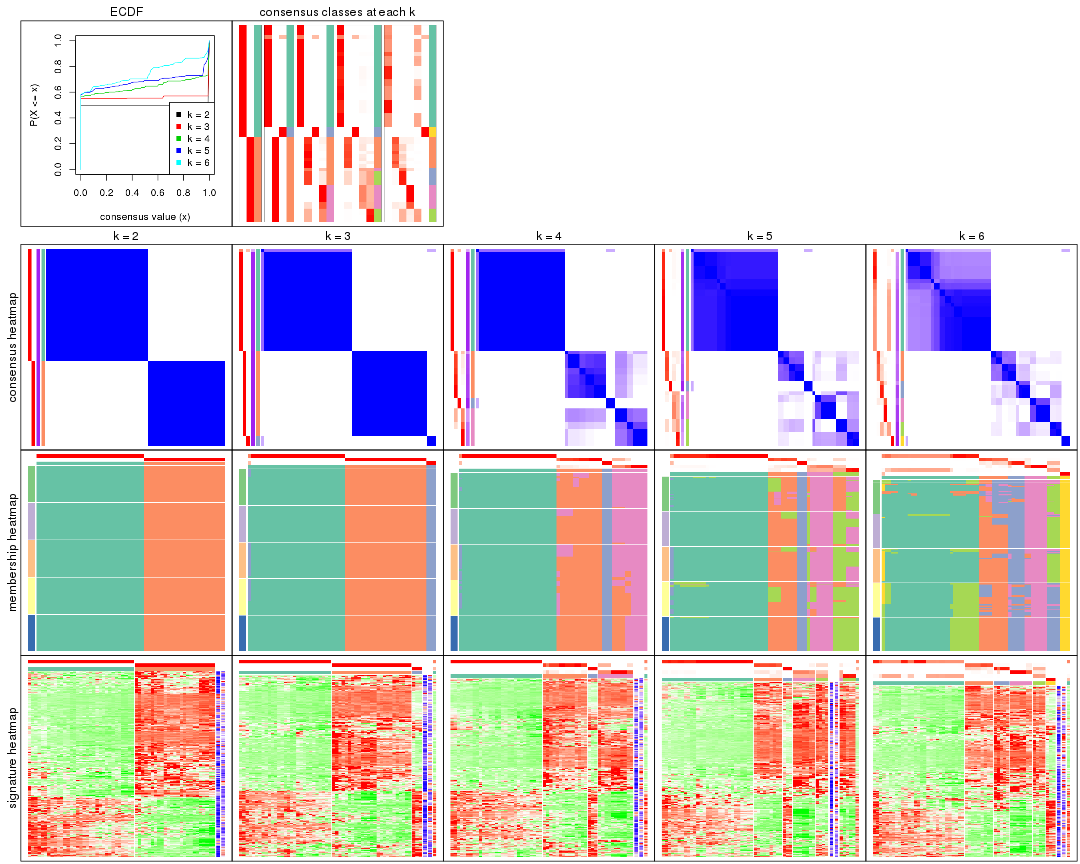 ECDF
consensus classes at each k
P(X <= x)
1.0
0.8
0.6
0.4
0.2
0.0
k = 2
k = 3
k = 4
k = 5
k = 6
0.0 0.2 0.4 0.6 0.8 1.0
consensus value (x)
k = 2 k = 3 k = 4 k = 5 k = 6
consensus heatmap
membership heatmap
signature heatmap